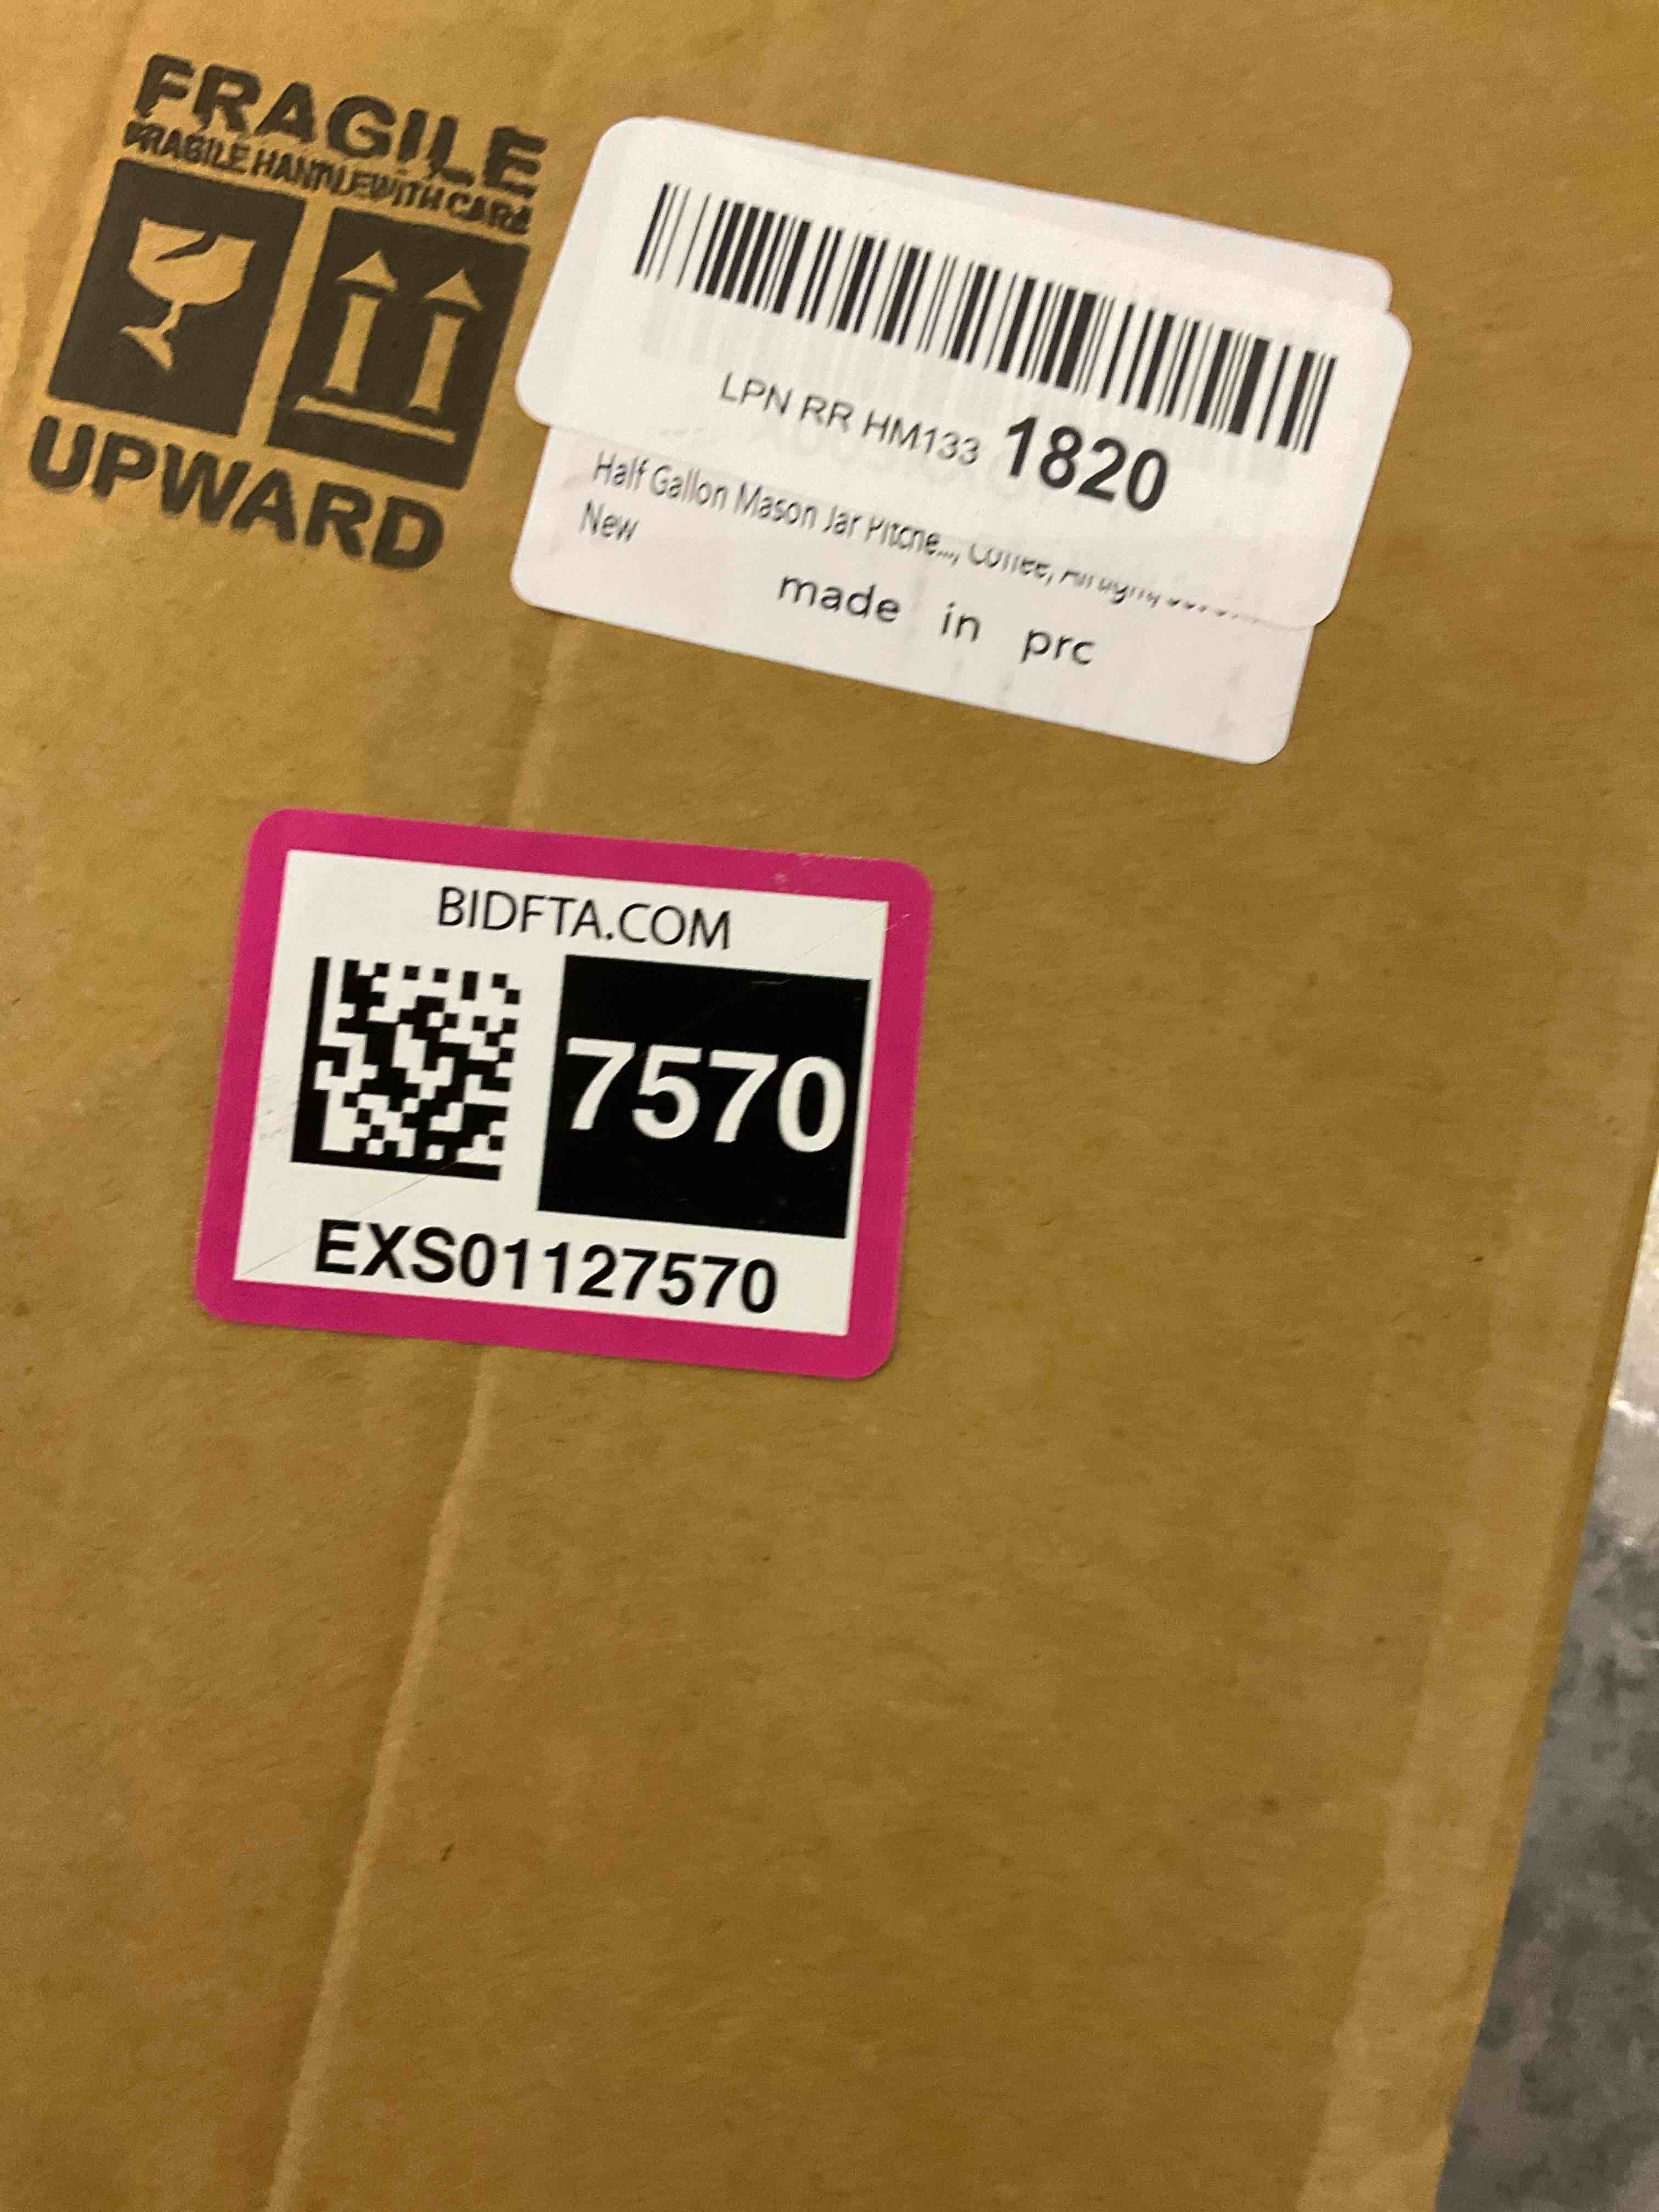 FRAGILE
FRAGILE HANDLE WITH CARE
UPWARD
LPN RR HM133 1820
Half Gallon Mason Jar Pitche..., Coffee,
New
made in prc
BIDFTA.COM
7570
EXS01127570